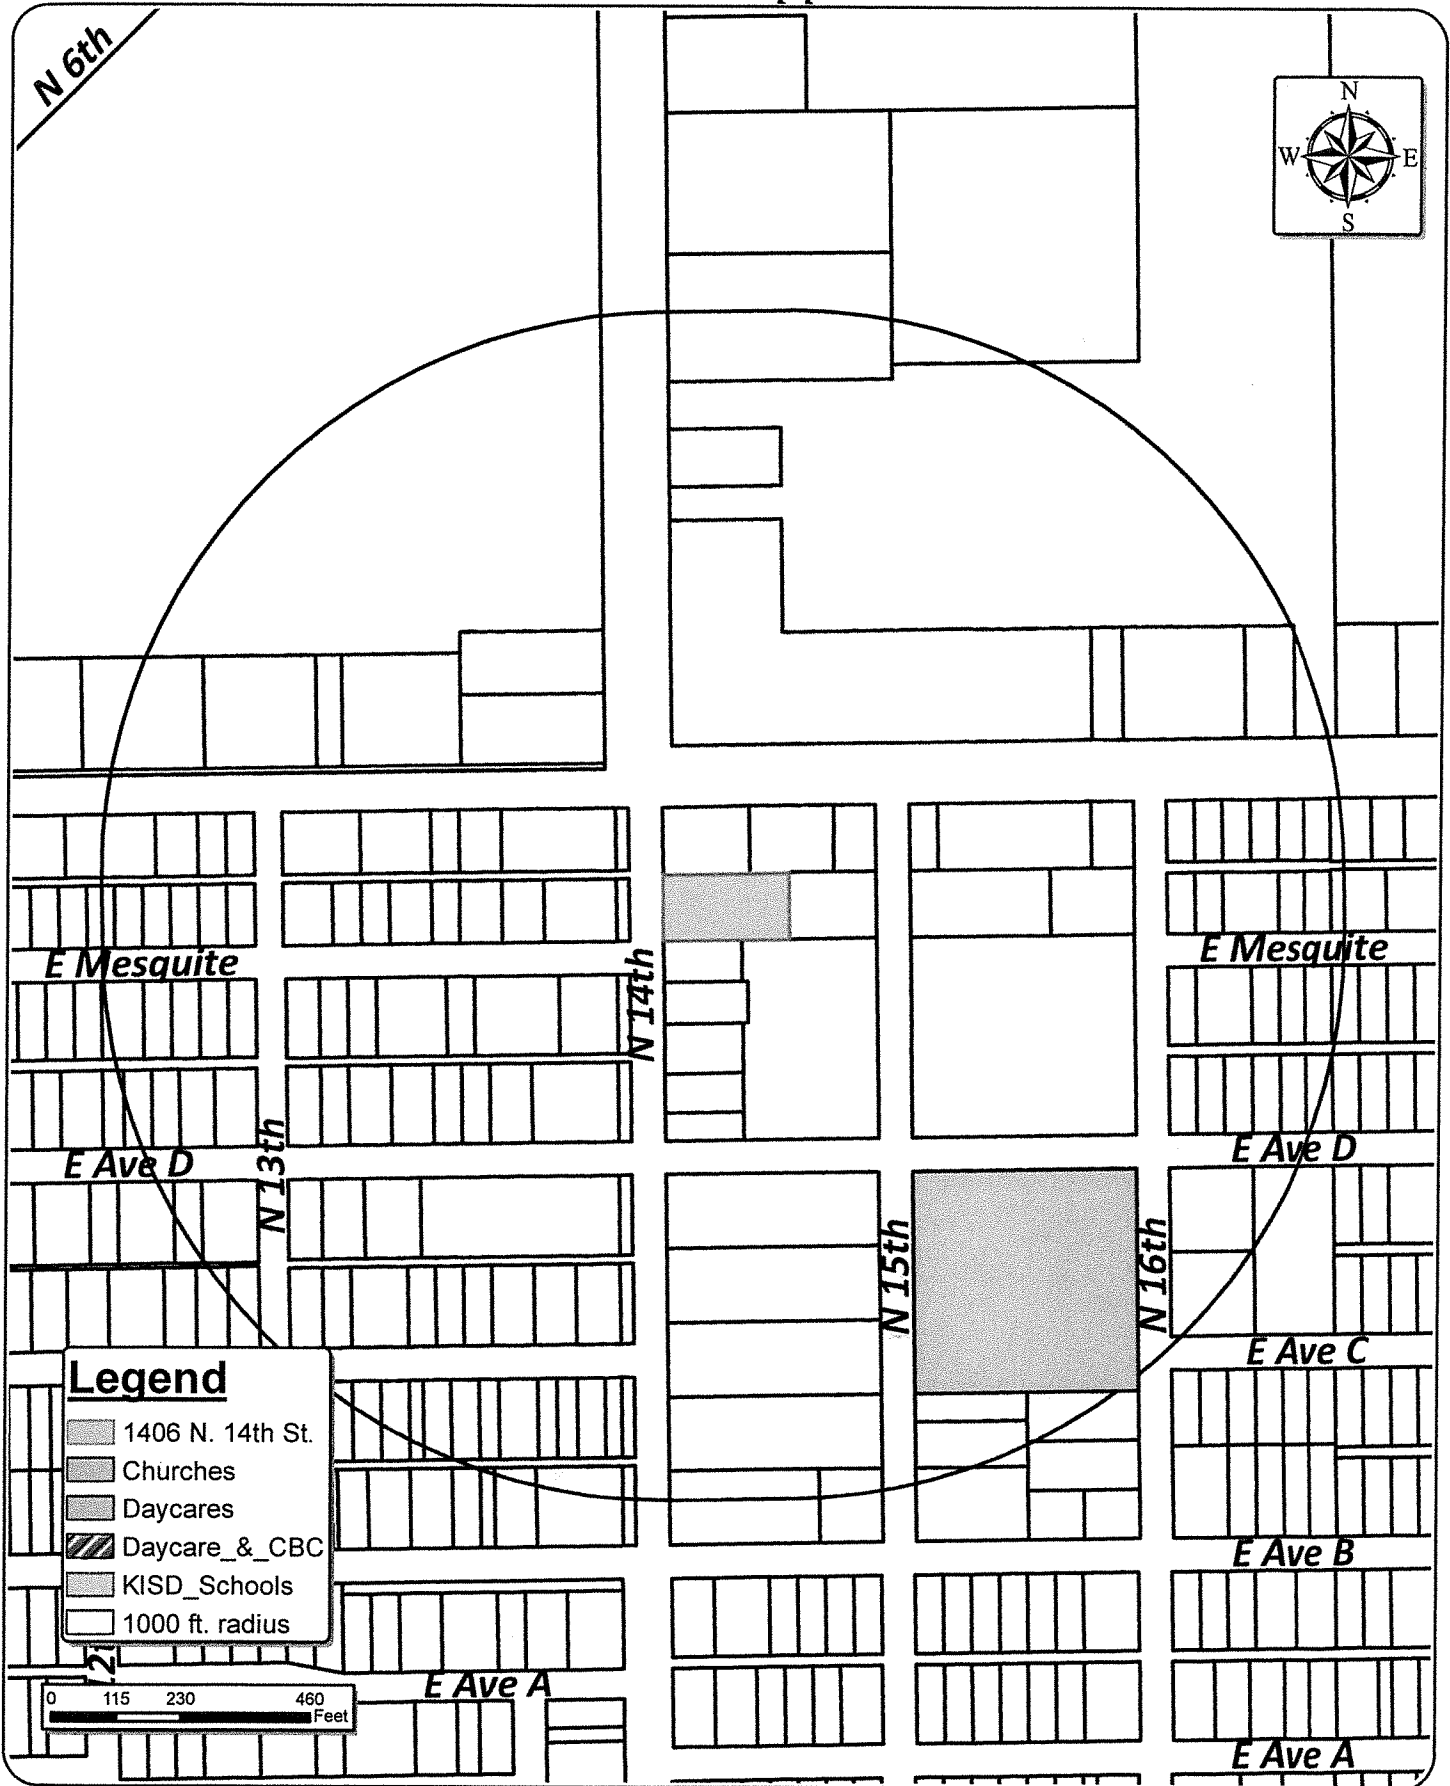 N 6th
N
W E
S
E Mesquite
E Mesquite
N 14th
E Ave D
N 13th
E Ave D
N 15th
N 16th
E Ave C
Legend
1406 N. 14th St.
Churches
Daycares
Daycare_&_CBC
KISD_Schools
1000 ft. radius
E Ave B
E Ave A
0 115 230 460
Feet
E Ave A